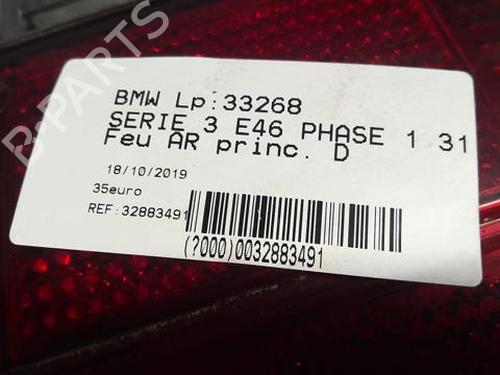 B-PARTS
BMW Lp:33268
SERIE 3 E46 PHASE 1 31
Feu AR princ. D
18/10/2019
35euro
REF:32883491
(?000)0032883491